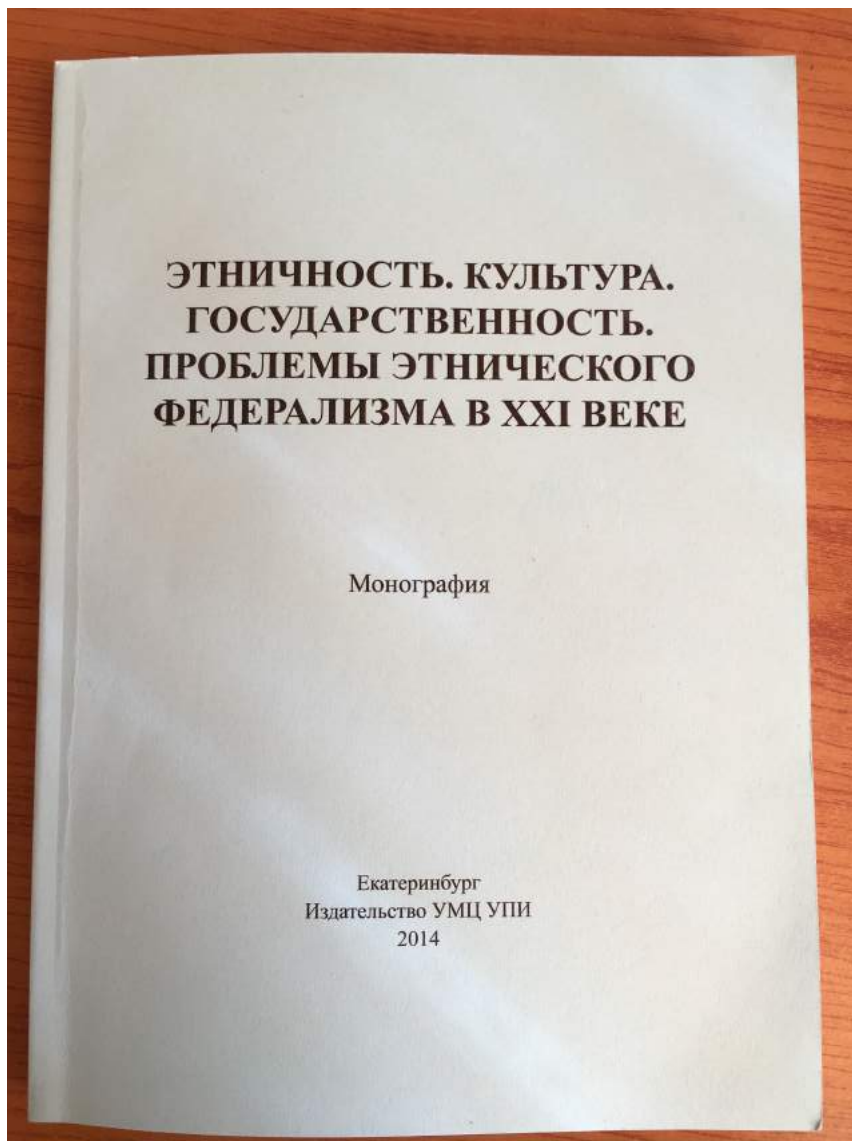 ЭТНИЧНОСТЬ. КУЛЬТУРА.
ГОСУДАРСТВЕННОСТЬ.
ПРОБЛЕМЫ ЭТНИЧЕСКОГО
ФЕДЕРАЛИЗМА В XXI ВЕКЕ
Монография
Екатеринбург
Издательство УМЦ УПИ
2014